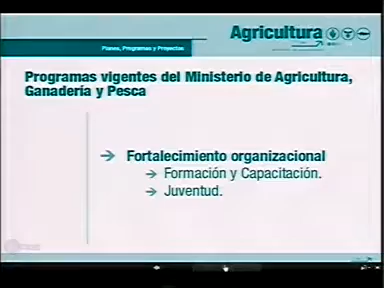 Agricultura
Planes, Programas y Proyectos
Programas vigentes del Ministerio de Agricultura,
Ganadería y Pesca
Fortalecimiento organizacional
Formación y Capacitación.
Juventud.